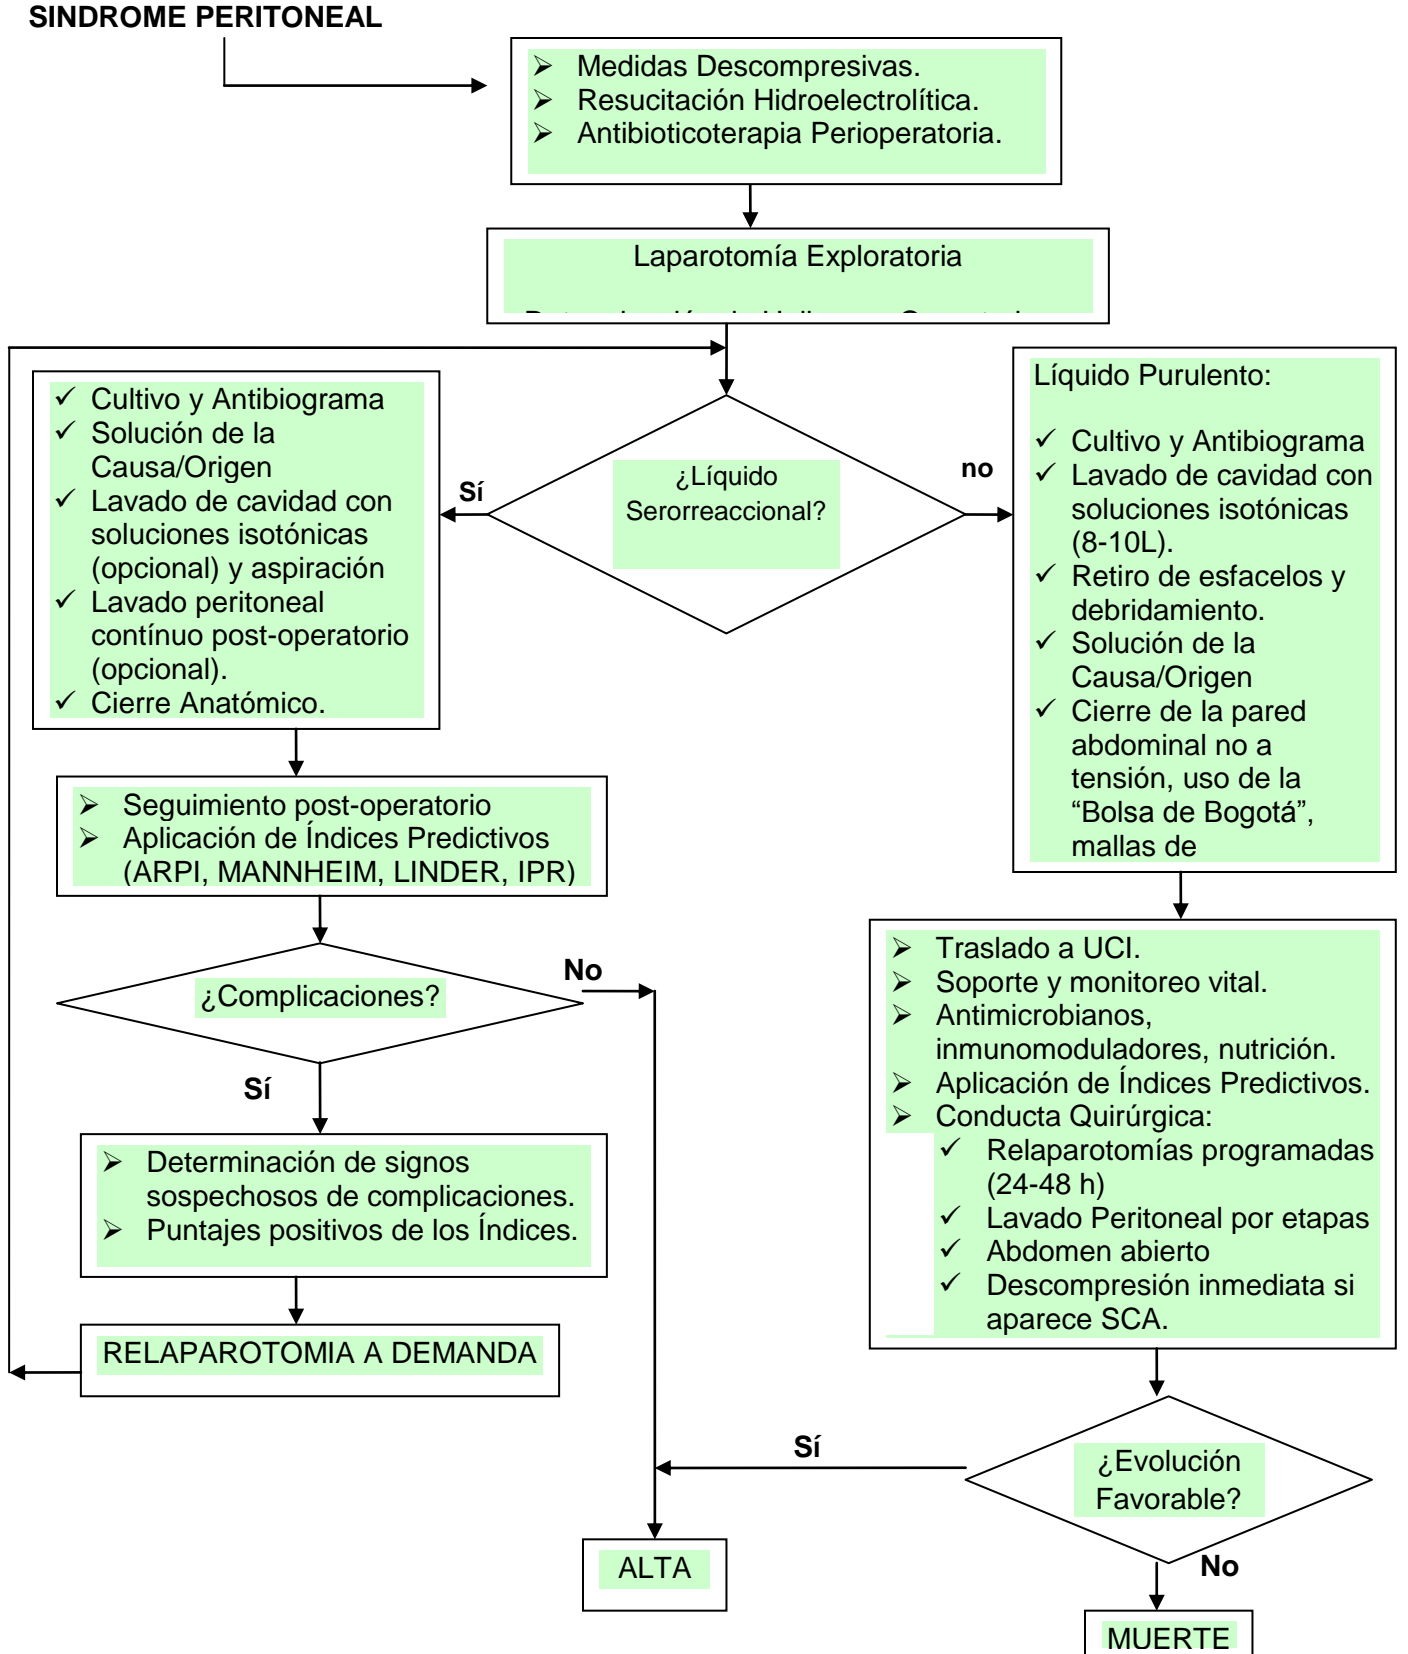 SINDROME PERITONEAL
➢ Medidas Descompresivas.
➢ Resucitación Hidroelectrolítica.
➢ Antibioticoterapia Perioperatoria.
Laparotomía Exploratoria
¿Líquido
Serorreaccional?
Sí
no
✓ Cultivo y Antibiograma
✓ Solución de la
Causa/Origen
✓ Lavado de cavidad con
soluciones isotónicas
(opcional) y aspiración
✓ Lavado peritoneal
contínuo post-operatorio
(opcional).
✓ Cierre Anatómico.
Líquido Purulento:
✓ Cultivo y Antibiograma
✓ Lavado de cavidad con
soluciones isotónicas
(8-10L).
✓ Retiro de esfacelos y
debridamiento.
✓ Solución de la
Causa/Origen
✓ Cierre de la pared
abdominal no a
tensión, uso de la
“Bolsa de Bogotá”,
mallas de
➢ Seguimiento post-operatorio
➢ Aplicación de Índices Predictivos
(ARPI, MANNHEIM, LINDER, IPR)
¿Complicaciones?
No
Sí
➢ Determinación de signos
sospechosos de complicaciones.
➢ Puntajes positivos de los Índices.
RELAPAROTOMIA A DEMANDA
➢ Traslado a UCI.
➢ Soporte y monitoreo vital.
➢ Antimicrobianos,
inmunomoduladores, nutrición.
➢ Aplicación de Índices Predictivos.
➢ Conducta Quirúrgica:
✓ Relaparotomías programadas
(24-48 h)
✓ Lavado Peritoneal por etapas
✓ Abdomen abierto
✓ Descompresión inmediata si
aparece SCA.
¿Evolución
Favorable?
Sí
No
ALTA
MUERTE